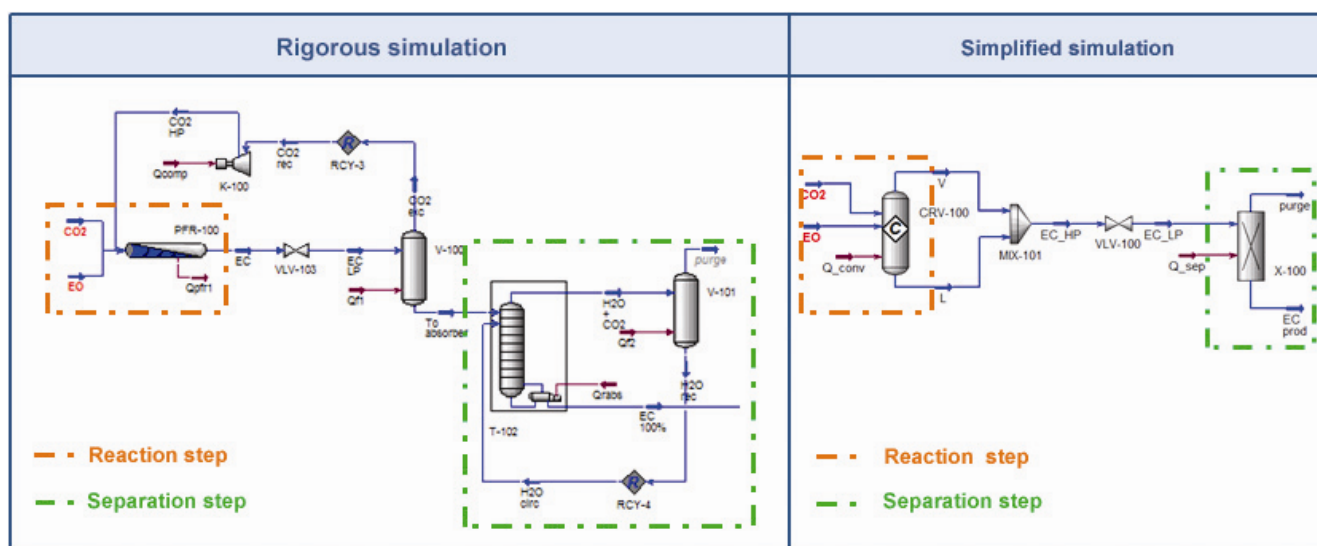 Rigorous simulation
Simplified simulation
CO2
HP
Qcomp
K-100
CO2
rec
RCY-3
CO2
exc
CO2
EO
PFR-100
Qpfr1
EC
VLV-103
EC
LP
Qf1
V-100
To
absorber
H2O
+
CO2
Qf2
purge
V-101
H2O
rec
Qrabs
EC
100%
T-102
H2O
circ
RCY-4
Reaction step
Separation step
CO2
EO
Q_conv
CRV-100
V
L
MIX-101
EC_HP
VLV-100
EC_LP
Q_sep
purge
X-100
EC
prod
Reaction step
Separation step